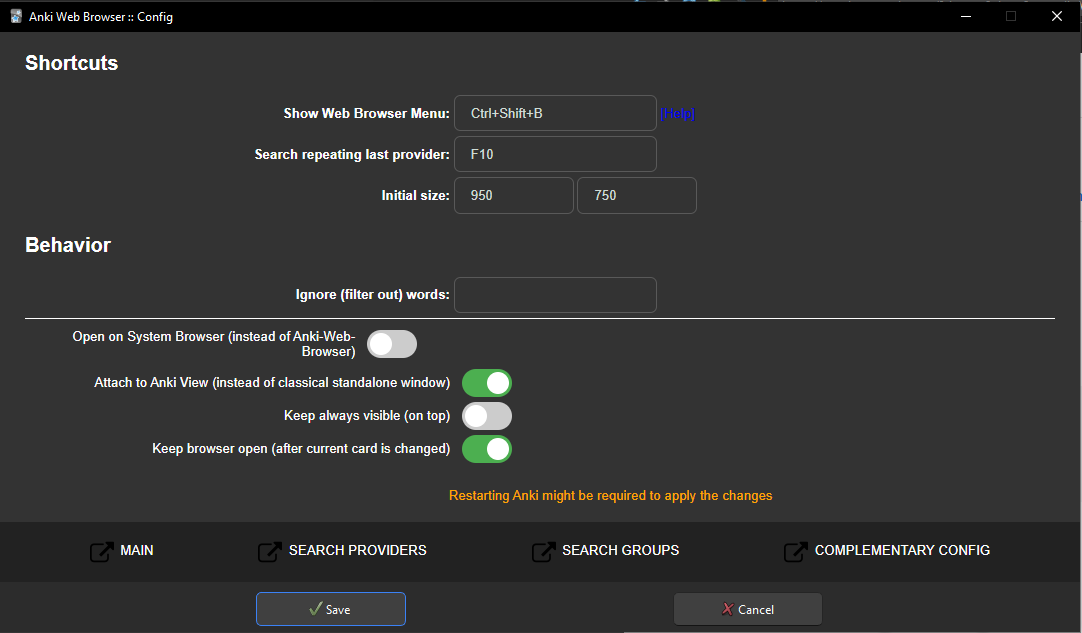 Anki Web Browser :: Config
Shortcuts
Show Web Browser Menu: Ctrl+Shift+B [Help]
Search repeating last provider: F10
Initial size: 950 750
Behavior
Ignore (filter out) words:
Open on System Browser (instead of Anki-Web-
Browser)
Attach to Anki View (instead of classical standalone window)
Keep always visible (on top)
Keep browser open (after current card is changed)
Restarting Anki might be required to apply the changes
MAIN SEARCH PROVIDERS SEARCH GROUPS COMPLEMENTARY CONFIG
Save Cancel